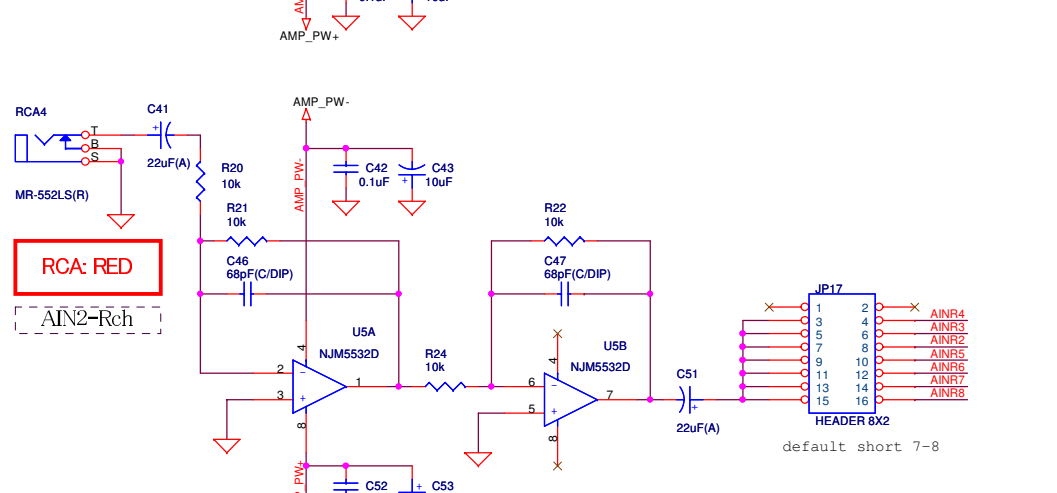 0.1uF 10uF
AMP_PW+
AMP_PW-
RCA4
C41
T
B
S
22uF(A)
MR-552LS(R)
R20
10k
AMP_PW-
C42
0.1uF
C43
10uF
R21
10k
R22
10k
RCA: RED
C46
68pF(C/DIP)
C47
68pF(C/DIP)
AIN2-Rch
U5A
NJM5532D
R24
10k
U5B
NJM5532D
C51
22uF(A)
4
2
3
1
8
4
6
5
7
8
+
-
+
-
+
+
+
+
JP17
1 2
3 4 AINR4
5 6 AINR3
7 8 AINR2
9 10 AINR5
11 12 AINR6
13 14 AINR7
15 16 AINR8
HEADER 8X2
default short 7-8
PW+
C52
C53